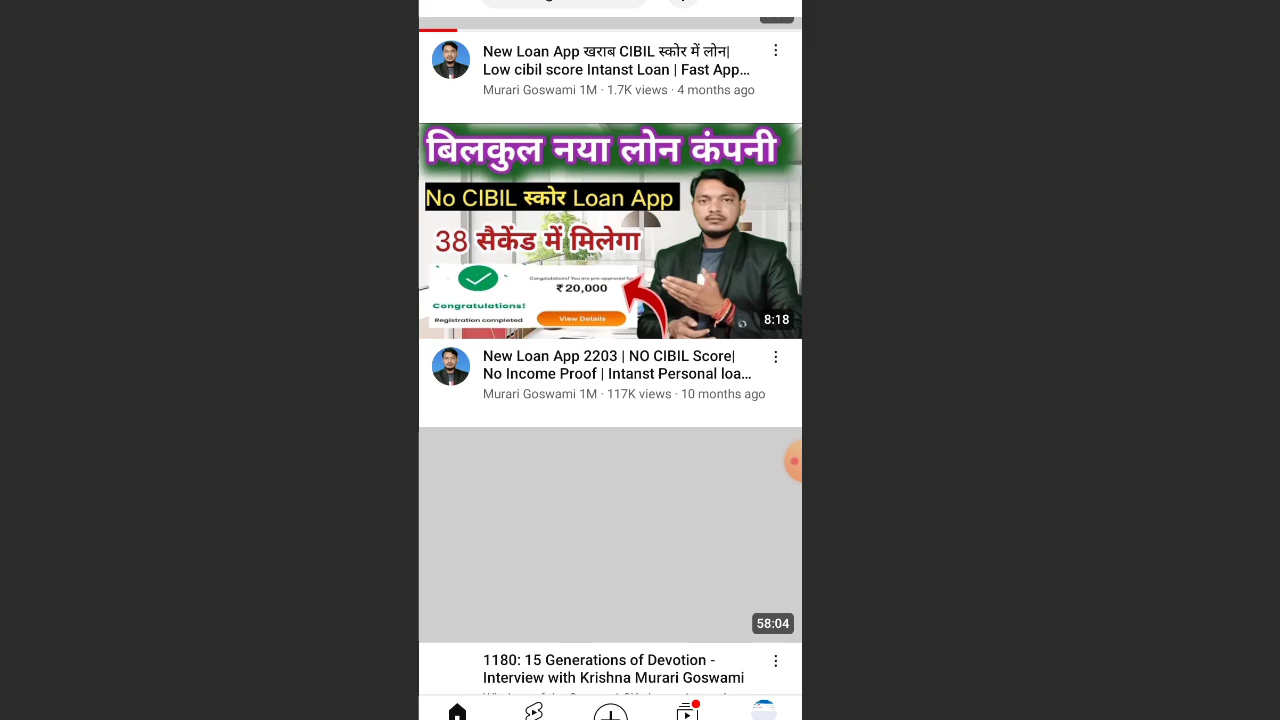 New Loan App खराब CIBIL स्कोर में लोन|
Low cibil score Intanst Loan | Fast App...
Murari Goswami 1M · 1.7K views · 4 months ago
बिलकुल नया लोन कंपनी
No CIBIL स्कोर Loan App
38 सैकेंड में मिलेगा
Congratulations! You are pre-approved for
₹20,000
Congratulations!
Registration completed
View Details
8:18
New Loan App 2203 | NO CIBIL Score|
No Income Proof | Intanst Personal loa...
Murari Goswami 1M · 117K views · 10 months ago
58:04
1180: 15 Generations of Devotion -
Interview with Krishna Murari Goswami